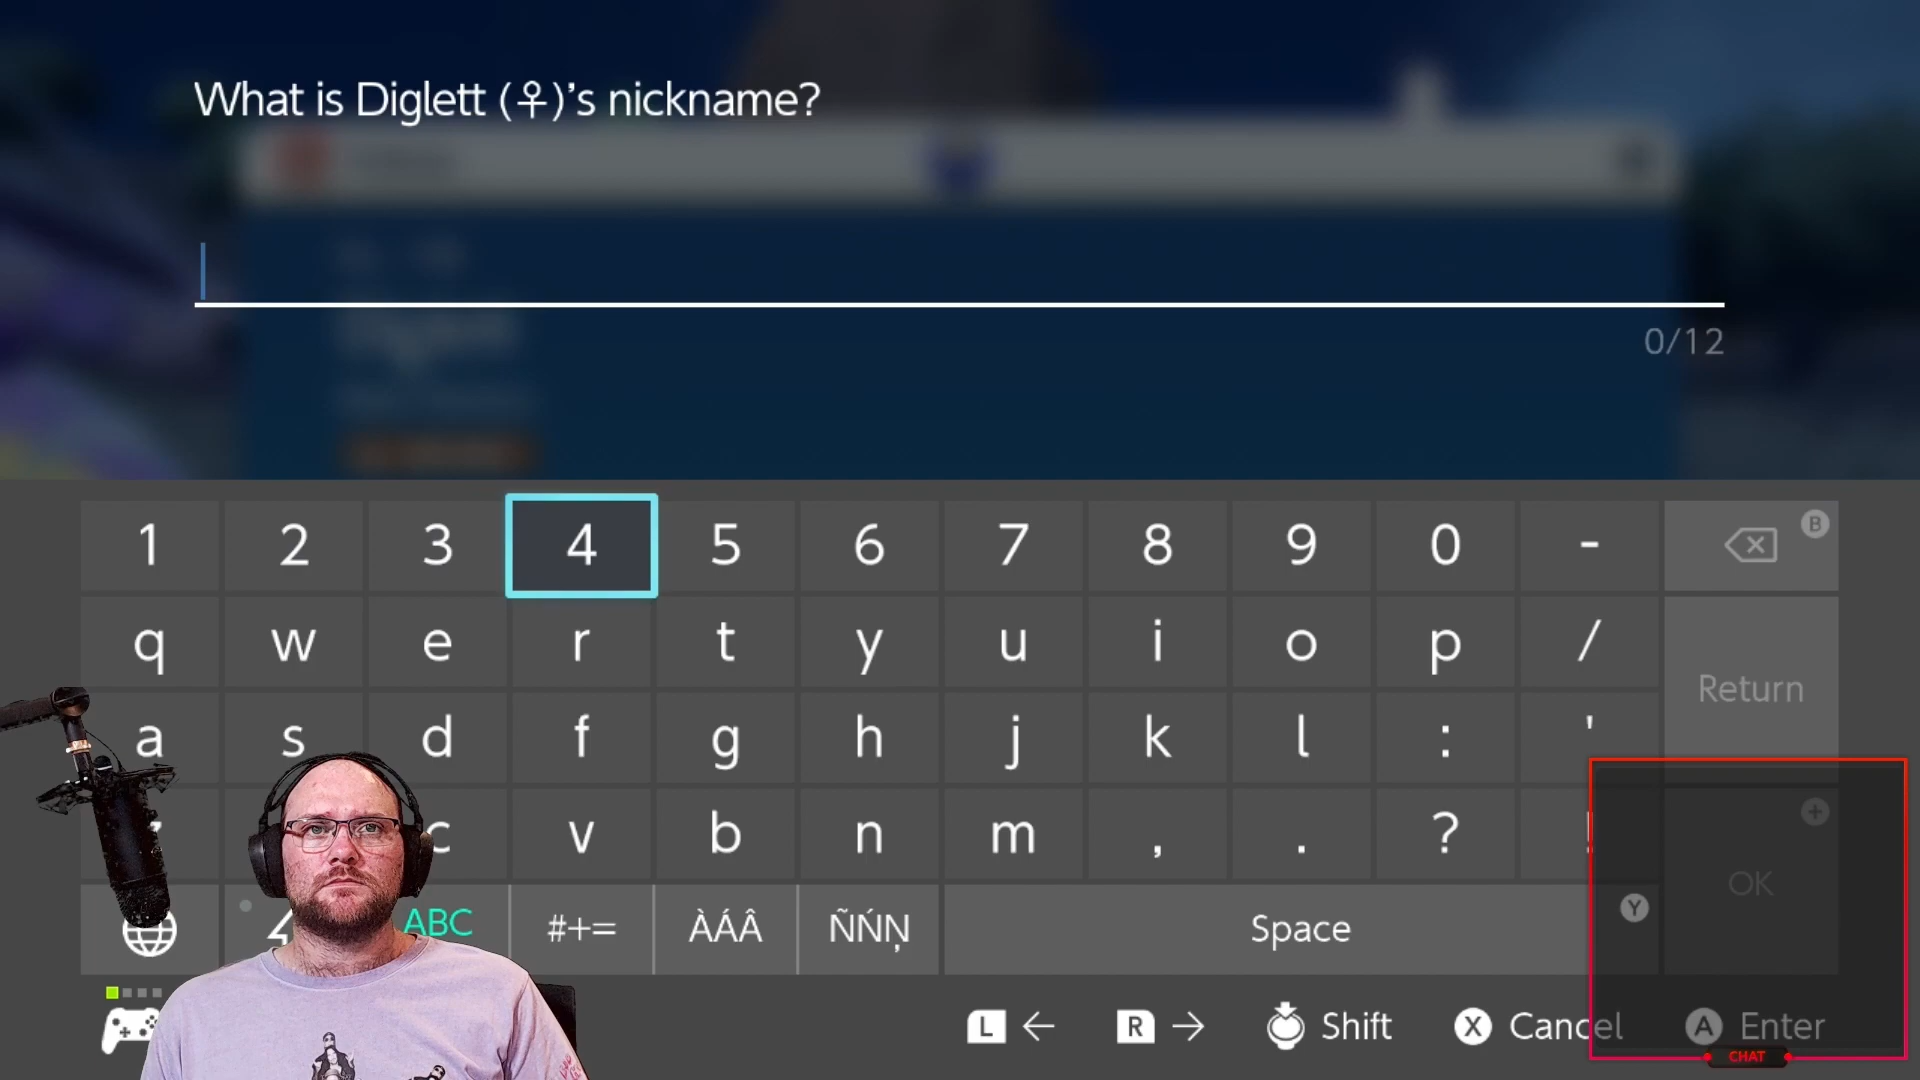 What is Diglett (♀)'s nickname?
0/12
1 2 3 4 5 6 7 8 9 0 - B
q w e r t y u i o p / Return
a s d f g h j k l : '
c v b n m , . ? ! + OK
ABC #+= ÀÁÂ ÑŃŅ Space Y
L ← R → Shift X Cancel A Enter
CHAT